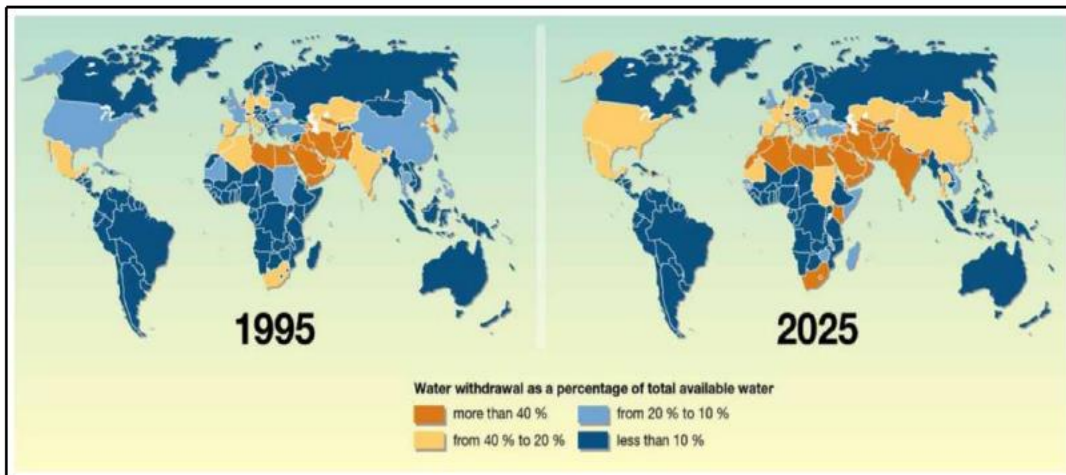 1995
2025
Water withdrawal as a percentage of total available water
more than 40 %
from 20 % to 10 %
from 40 % to 20 %
less than 10 %